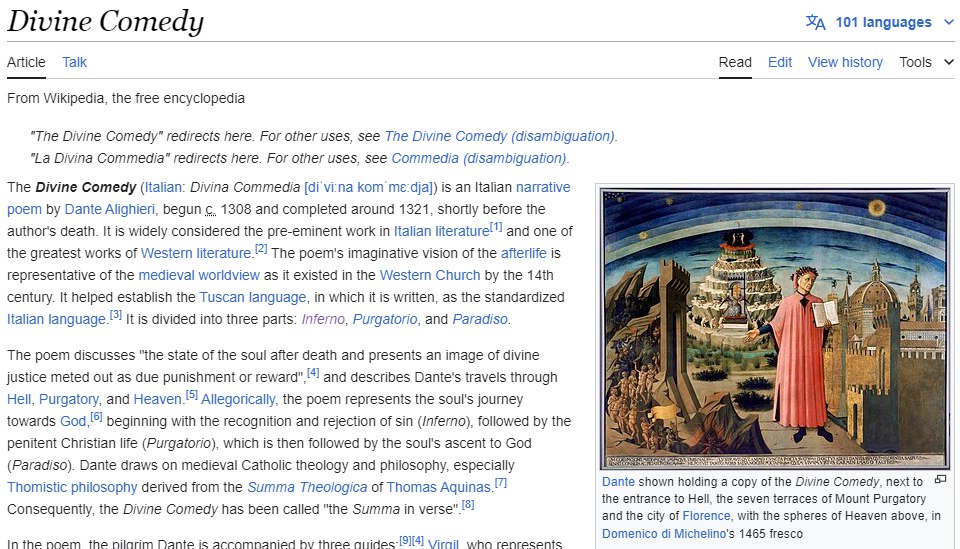 Divine Comedy
101 languages
Article Talk
Read Edit View history Tools
From Wikipedia, the free encyclopedia
"The Divine Comedy" redirects here. For other uses, see The Divine Comedy (disambiguation).
"La Divina Commedia" redirects here. For other uses, see Commedia (disambiguation).
The Divine Comedy (Italian: Divina Commedia [diˈviːna komˈmɛːdja]) is an Italian narrative
poem by Dante Alighieri, begun c. 1308 and completed around 1321, shortly before the
author's death. It is widely considered the pre-eminent work in Italian literature[1] and one of
the greatest works of Western literature.[2] The poem's imaginative vision of the afterlife is
representative of the medieval worldview as it existed in the Western Church by the 14th
century. It helped establish the Tuscan language, in which it is written, as the standardized
Italian language.[3] It is divided into three parts: Inferno, Purgatorio, and Paradiso.
The poem discusses "the state of the soul after death and presents an image of divine
justice meted out as due punishment or reward",[4] and describes Dante's travels through
Hell, Purgatory, and Heaven.[5] Allegorically, the poem represents the soul's journey
towards God,[6] beginning with the recognition and rejection of sin (Inferno), followed by the
penitent Christian life (Purgatorio), which is then followed by the soul's ascent to God
(Paradiso). Dante draws on medieval Catholic theology and philosophy, especially
Thomistic philosophy derived from the Summa Theologica of Thomas Aquinas.[7]
Consequently, the Divine Comedy has been called "the Summa in verse".[8]
In the poem, the pilgrim Dante is accompanied by three guides:[9][4] Virgil, who represents
Dante shown holding a copy of the Divine Comedy, next to
the entrance to Hell, the seven terraces of Mount Purgatory
and the city of Florence, with the spheres of Heaven above, in
Domenico di Michelino's 1465 fresco